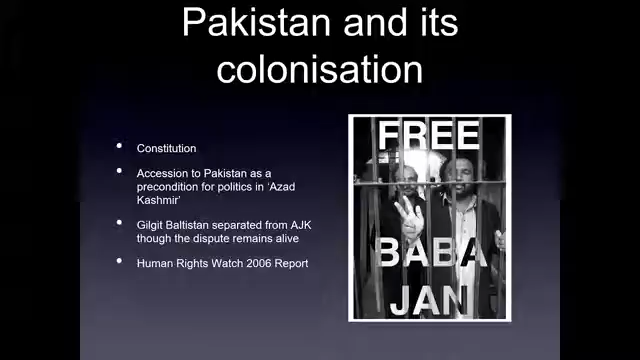 Pakistan and its
colonisation
• Constitution
• Accession to Pakistan as a
precondition for politics in ‘Azad
Kashmir’
• Gilgit Baltistan separated from AJK
though the dispute remains alive
• Human Rights Watch 2006 Report
FREE
BABA
JAN